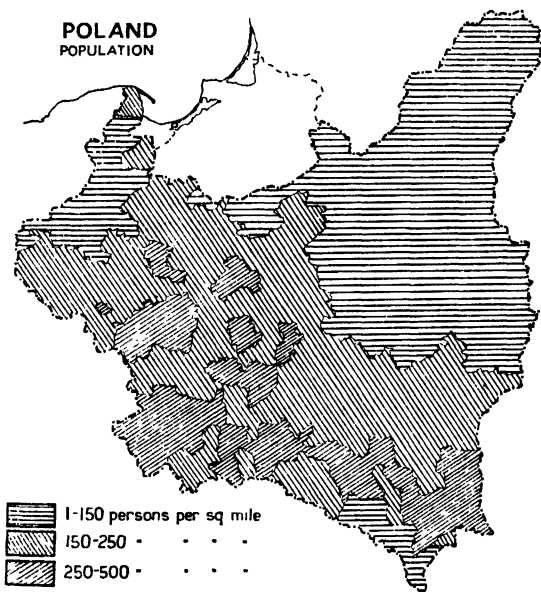 POLAND
POPULATION
1-150 persons per sq mile
150-250 " " " "
250-500 " " " "